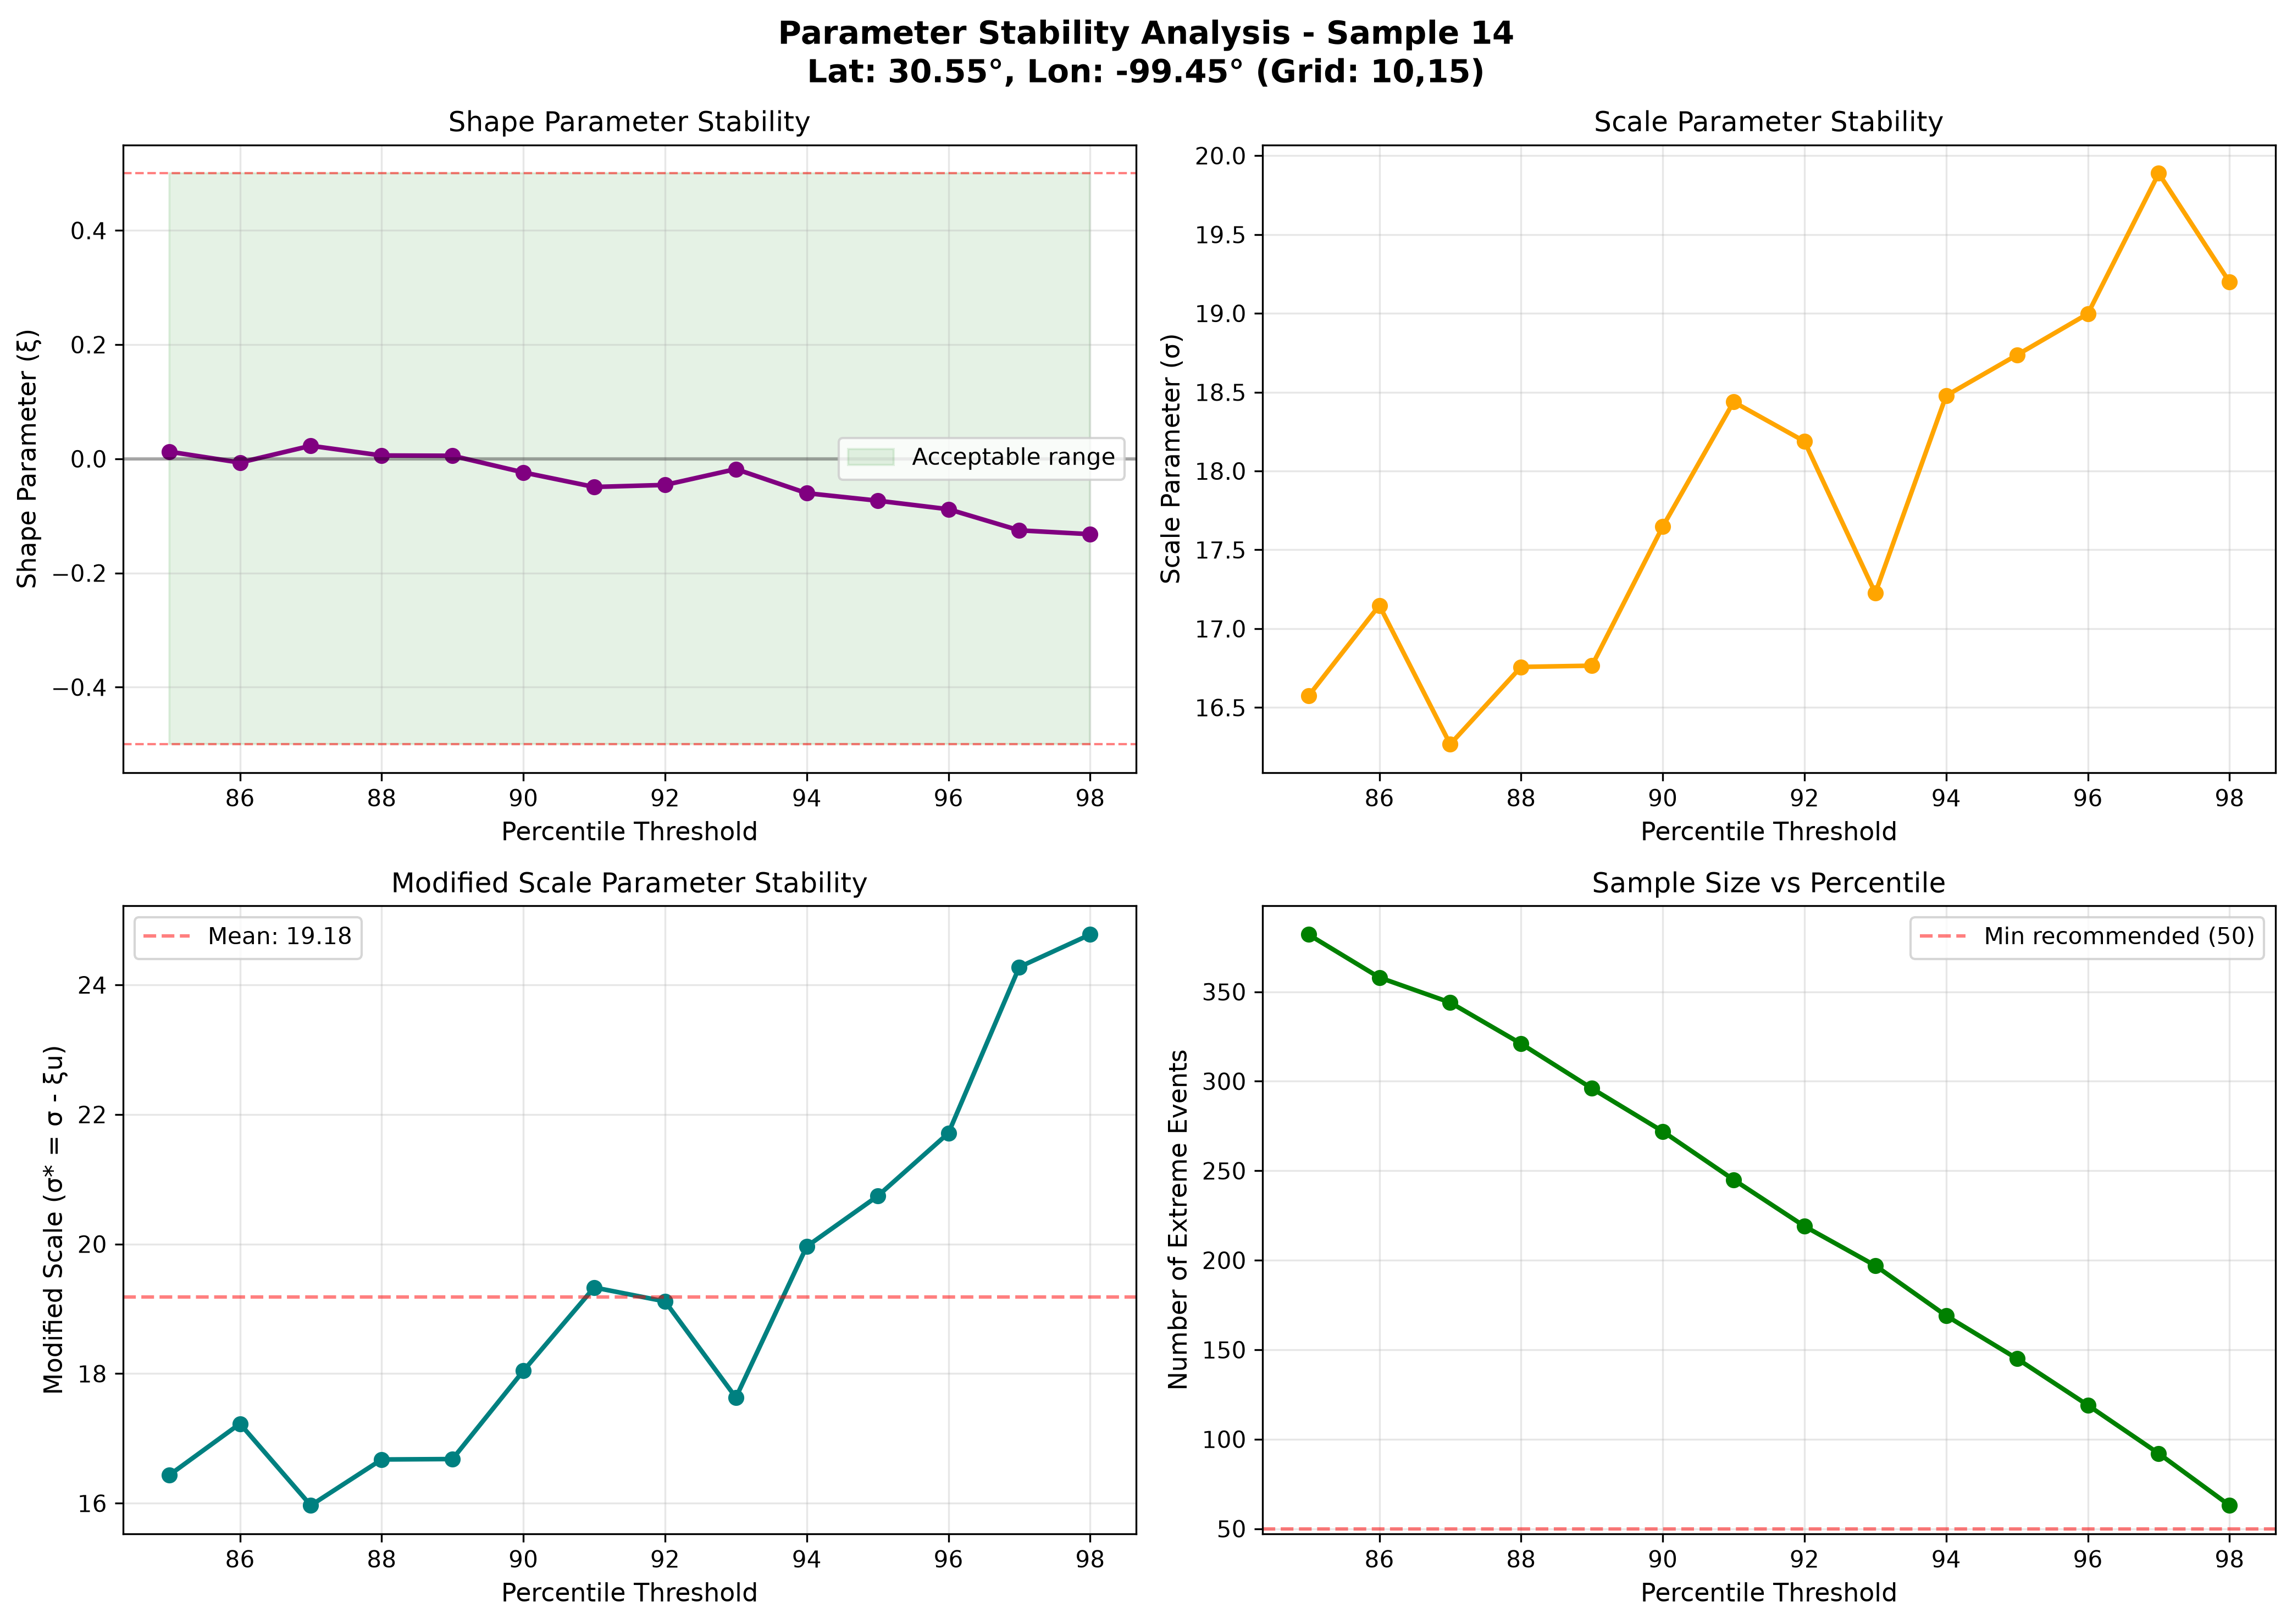 Parameter Stability Analysis - Sample 14
Lat: 30.55°, Lon: -99.45° (Grid: 10,15)
Shape Parameter Stability
Shape Parameter (ξ)
0.4
0.2
0.0
−0.2
−0.4
Acceptable range
86 88 90 92 94 96 98
Percentile Threshold
Scale Parameter Stability
Scale Parameter (σ)
20.0
19.5
19.0
18.5
18.0
17.5
17.0
16.5
86 88 90 92 94 96 98
Percentile Threshold
Modified Scale Parameter Stability
Modified Scale (σ* = σ - ξu)
Mean: 19.18
24
22
20
18
16
86 88 90 92 94 96 98
Percentile Threshold
Sample Size vs Percentile
Number of Extreme Events
Min recommended (50)
350
300
250
200
150
100
50
86 88 90 92 94 96 98
Percentile Threshold